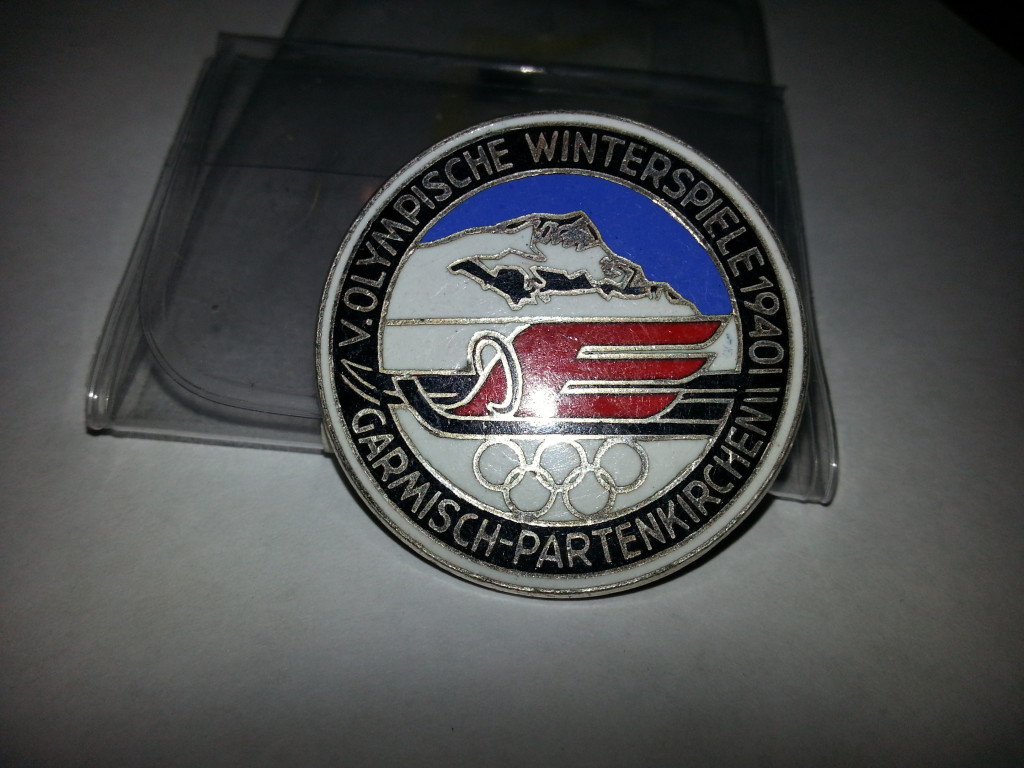 V. OLYMPISCHE WINTERSPIELE 1940
GARMISCH-PARTENKIRCHEN